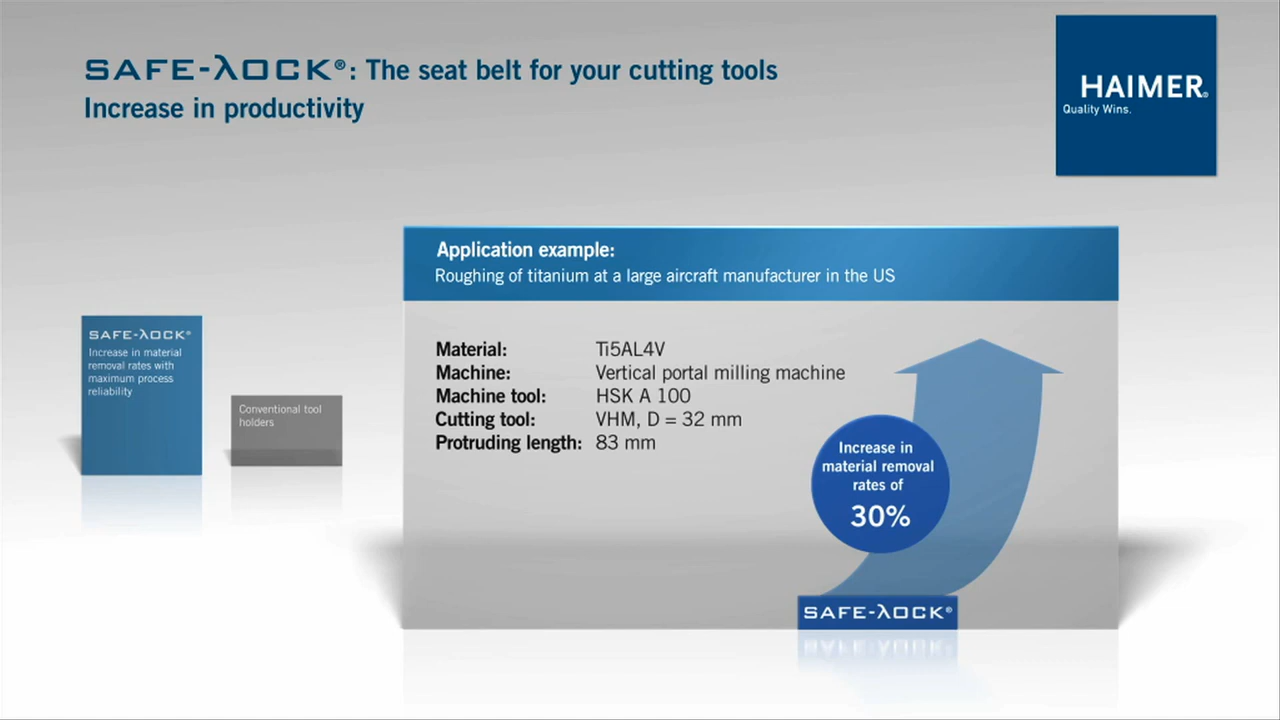 SAFE-λOCK®: The seat belt for your cutting tools
Increase in productivity
HAIMER®
Quality Wins.
Application example:
Roughing of titanium at a large aircraft manufacturer in the US
SAFE-λOCK®
Increase in material
removal rates with
maximum process
reliability
Conventional tool
holders
Material: Ti5AL4V
Machine: Vertical portal milling machine
Machine tool: HSK A 100
Cutting tool: VHM, D = 32 mm
Protruding length: 83 mm
Increase in
material removal
rates of
30%
SAFE-λOCK®